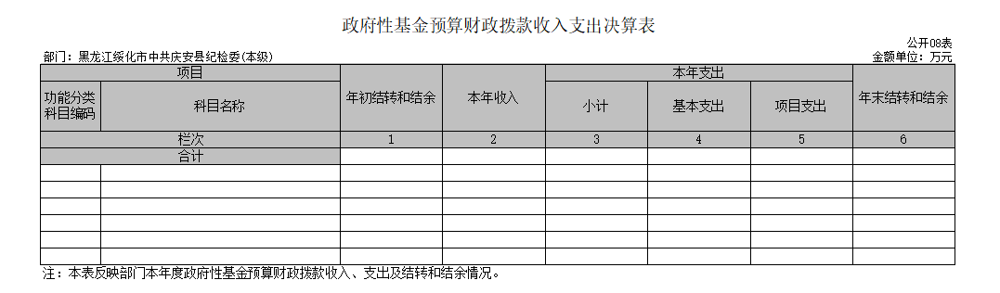 政府性基金预算财政拨款收入支出决算表
公开08表
部门：黑龙江绥化市中共庆安县纪检委(本级)
金额单位：万元
项目
年初结转和结余
本年收入
本年支出
年末结转和结余
功能分类
科目编码
科目名称
小计
基本支出
项目支出
栏次
1
2
3
4
5
6
合计
注：本表反映部门本年度政府性基金预算财政拨款收入、支出及结转和结余情况。